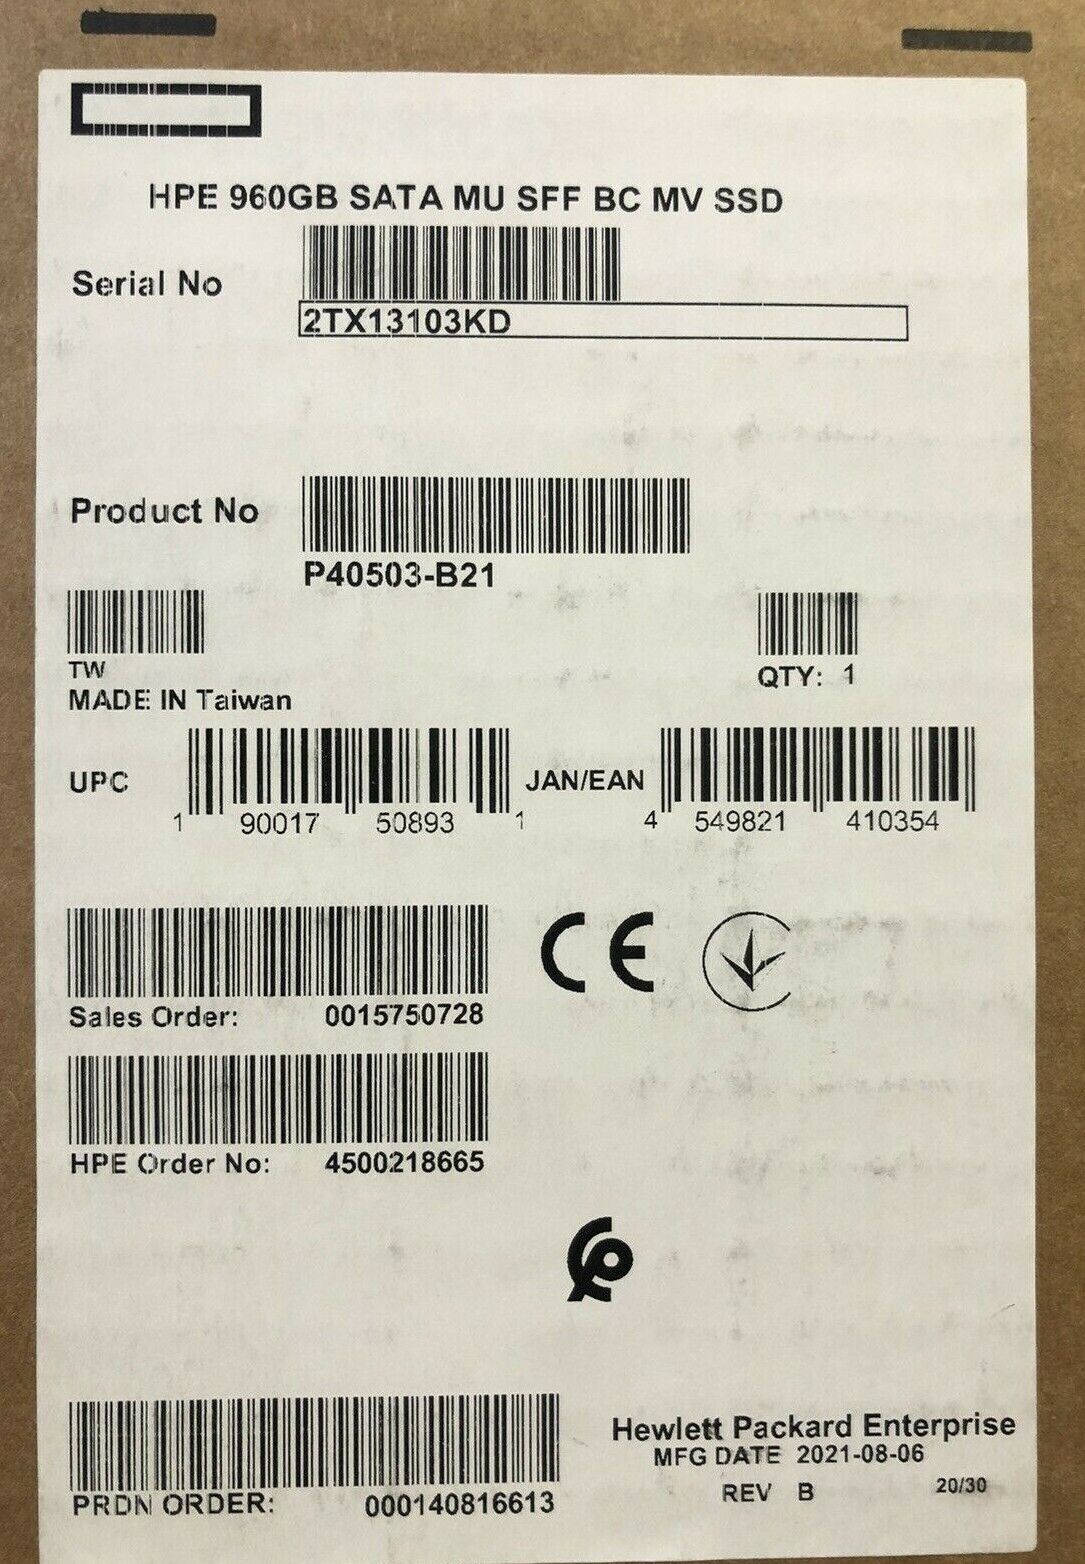 HPE 960GB SATA MU SFF BC MV SSD
Serial No
2TX13103KD
Product No
P40503-B21
TW
MADE IN Taiwan
QTY: 1
UPC
1 90017 50893 1
JAN/EAN
4 549821 410354
CE
Sales Order: 0015750728
HPE Order No: 4500218665
PRDN ORDER: 000140816613
Hewlett Packard Enterprise
MFG DATE 2021-08-06
REV B
20/30